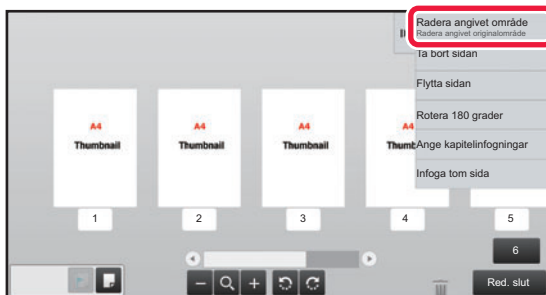 Radera angivet område
Radera angivet originalområde
Ta bort sidan
Flytta sidan
Rotera 180 grader
Ange kapitelinfogningar
Infoga tom sida
A4
Thumbnail
A4
Thumbnail
A4
Thumbnail
A4
Thumb
1
2
3
4
5
6
Red. slut